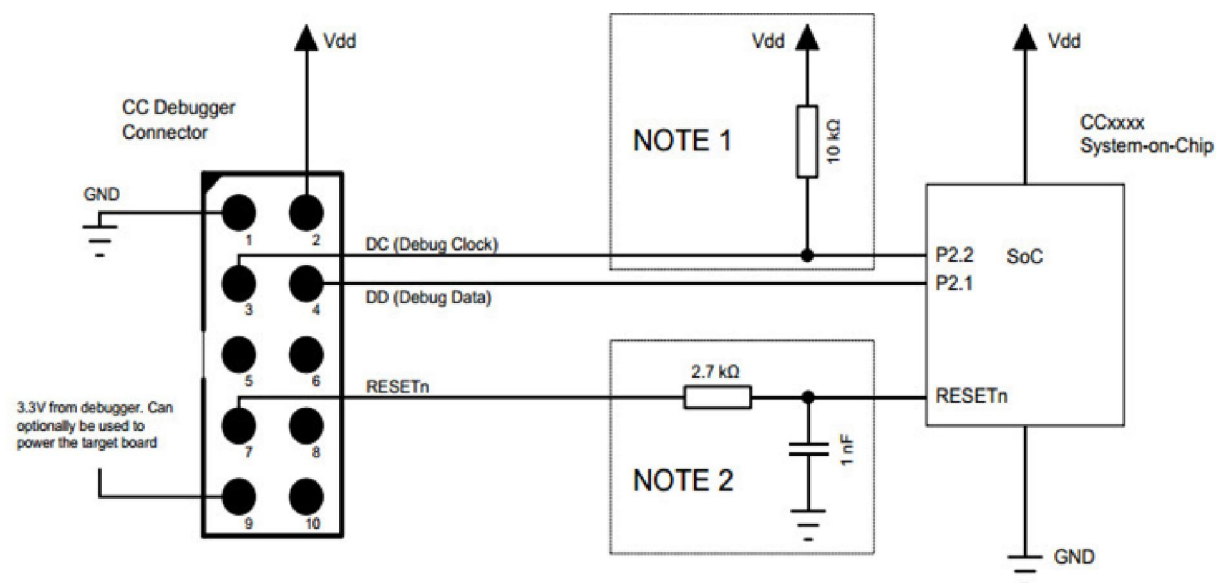 Vdd
Vdd
Vdd
CC Debugger
Connector
NOTE 1
10 kΩ
CCxxxx
System-on-Chip
GND
1
2
DC (Debug Clock)
P2.2
SoC
3
4
DD (Debug Data)
P2.1
5
6
2.7 kΩ
RESETn
RESETn
3.3V from debugger. Can
optionally be used to
power the target board
7
8
1 nF
NOTE 2
9
10
GND